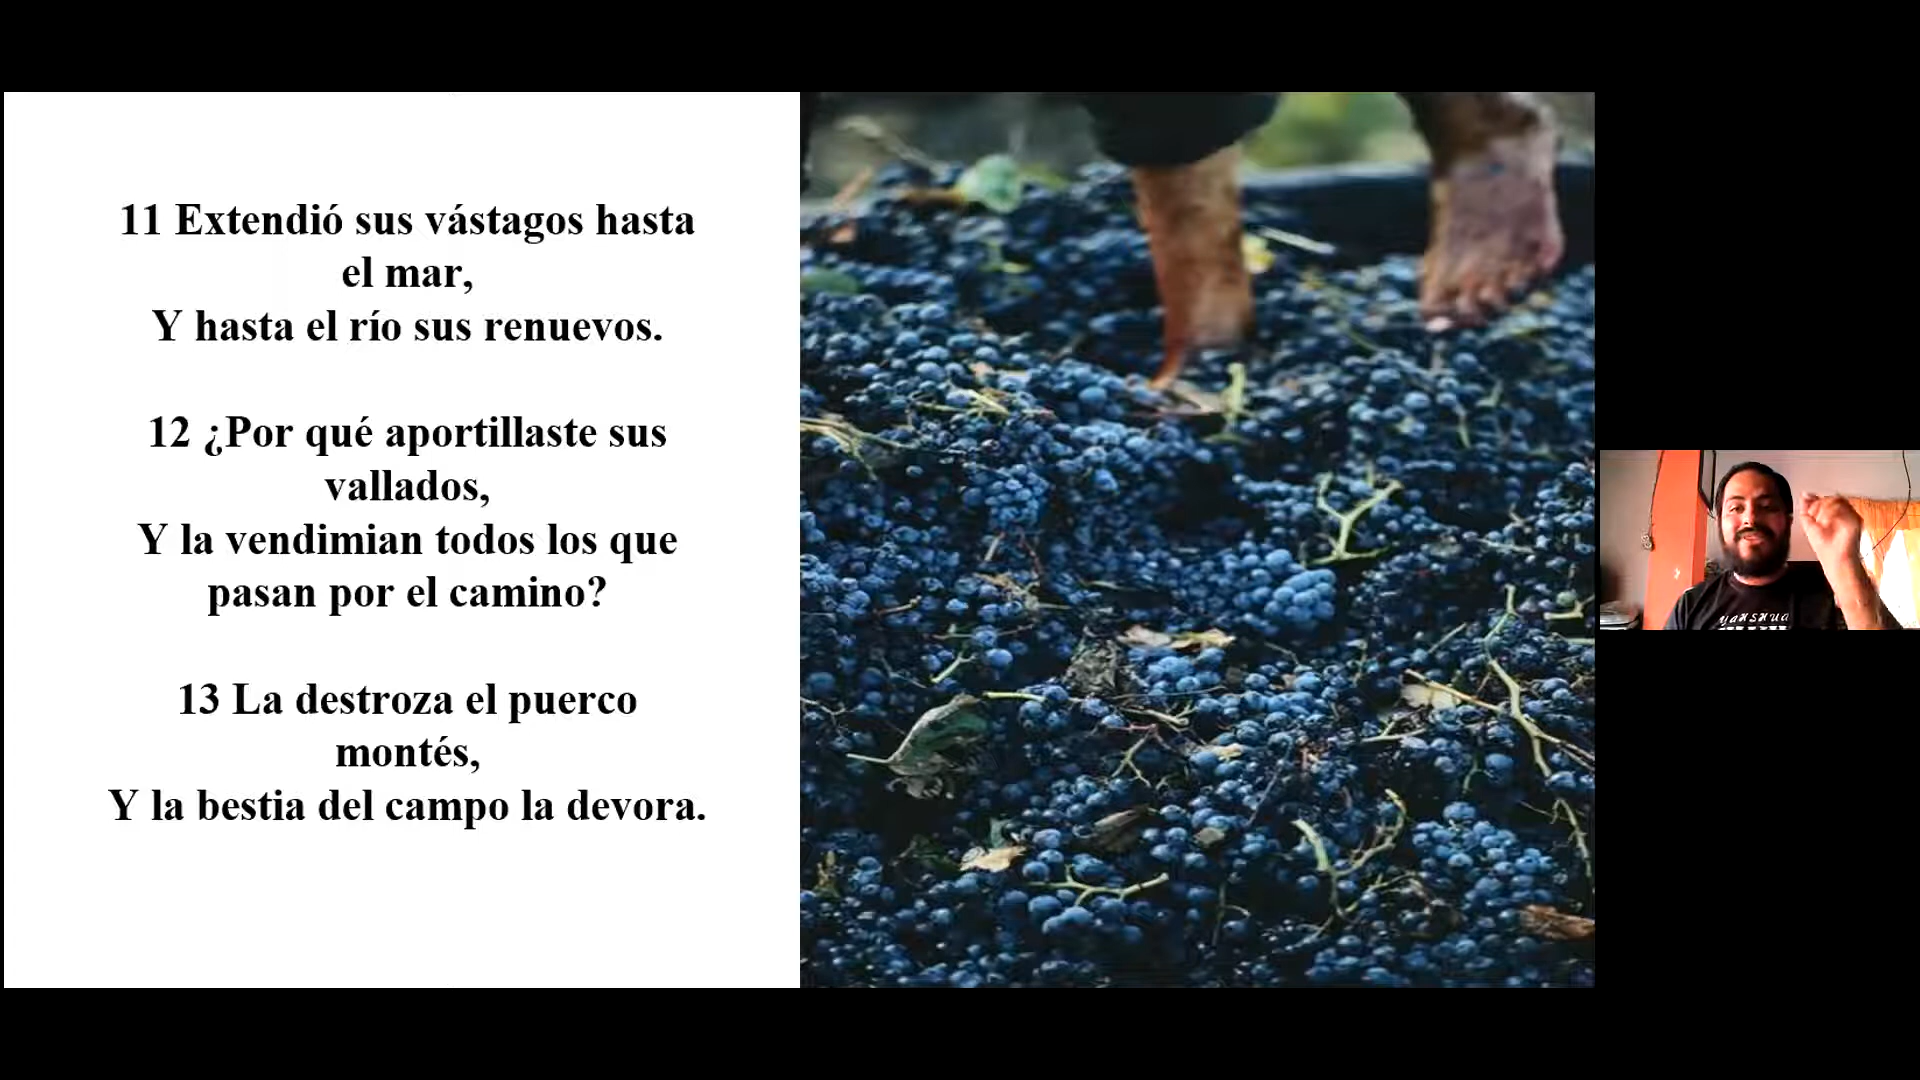 11 Extendió sus vástagos hasta
el mar,
Y hasta el río sus renuevos.
12 ¿Por qué aportillaste sus
vallados,
Y la vendimian todos los que
pasan por el camino?
13 La destroza el puerco
montés,
Y la bestia del campo la devora.
YAHSHUA